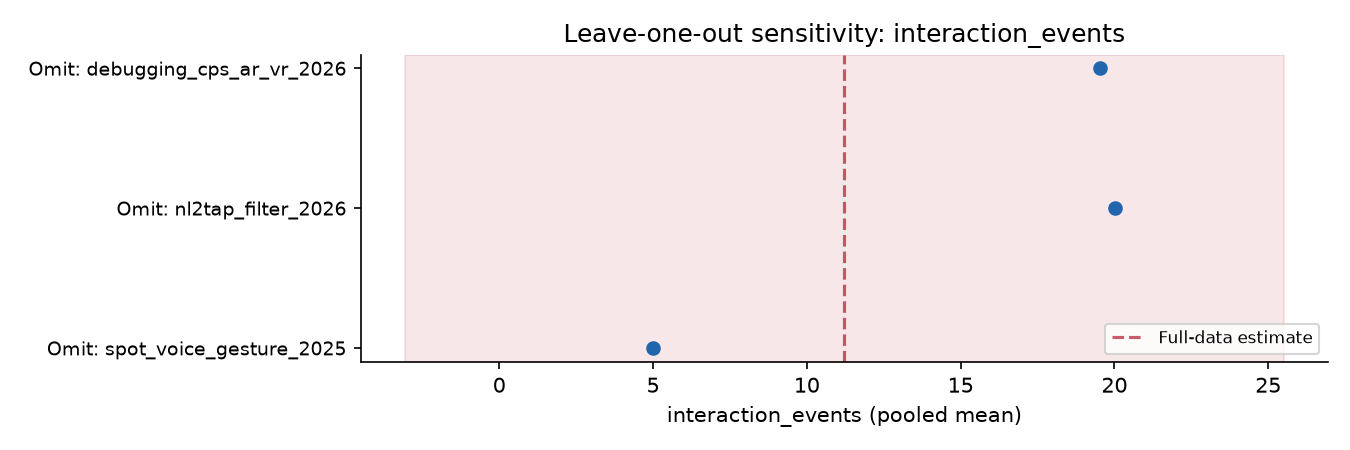 Leave-one-out sensitivity: interaction_events
Omit: debugging_cps_ar_vr_2026
Omit: nl2tap_filter_2026
Omit: spot_voice_gesture_2025
Full-data estimate
0 5 10 15 20 25
interaction_events (pooled mean)